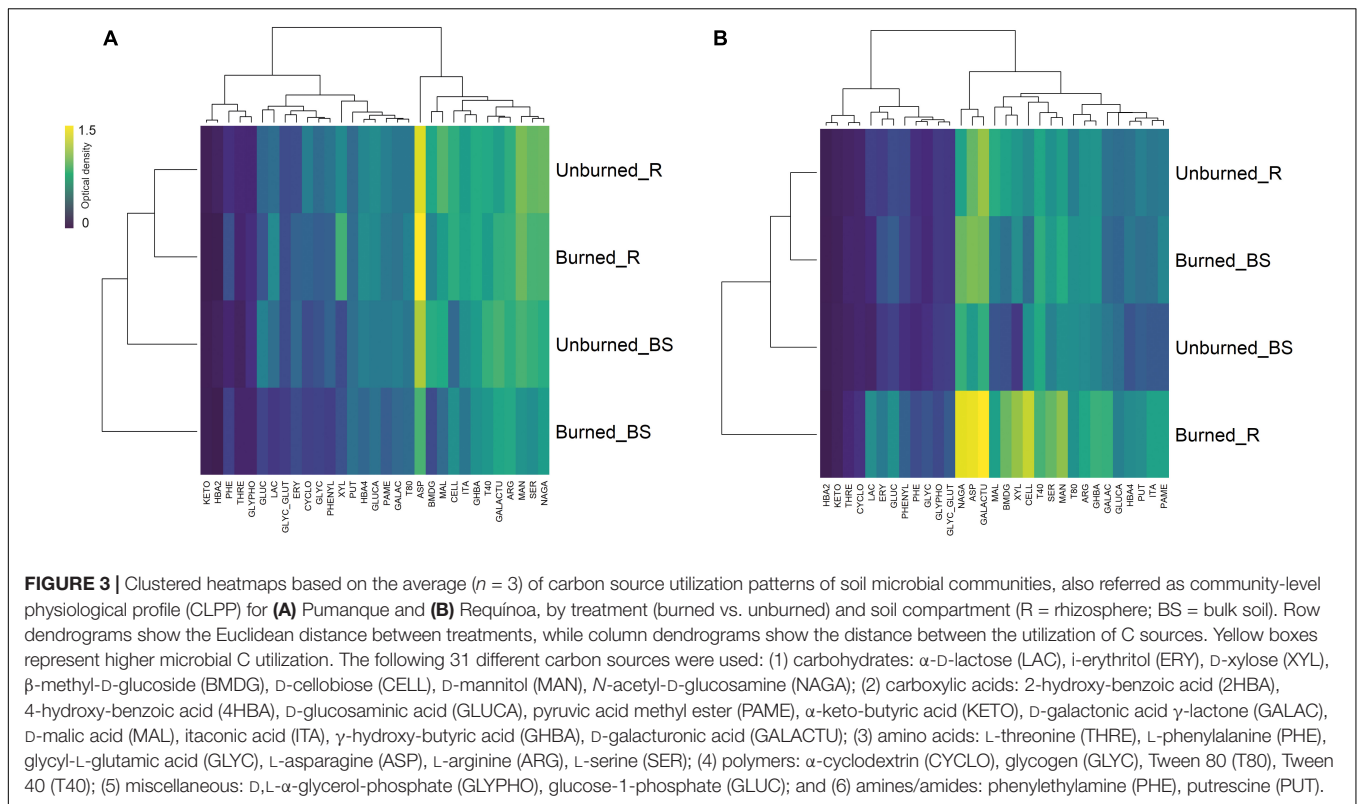 A
B
1.5
Optical density
0
Unburned_R
Burned_R
Unburned_BS
Burned_BS
KETO
HBA2
PHE
THRE
GLYPHO
GLUC
LAC
GLYC_GLUT
ERY
CYCLO
GLYC
PHENYL
XYL
PUT
HBA4
GLUCA
PAME
GALAC
T80
ASP
BMDG
MAL
CELL
ITA
GHBA
T40
GALACTU
ARG
MAN
SER
NAGA
Unburned_R
Burned_BS
Unburned_BS
Burned_R
HBA2
KETO
THRE
CYCLO
LAC
ERY
GLUC
PHENYL
PHE
GLYC
GLYPHO
GLYC_GLUT
NAGA
ASP
GALACTU
MAL
BMDG
XYL
CELL
T40
SER
MAN
T80
ARG
GHBA
GALAC
GLUCA
HBA4
PUT
ITA
PAME
FIGURE 3 | Clustered heatmaps based on the average (n = 3) of carbon source utilization patterns of soil microbial communities, also referred as community-level
physiological profile (CLPP) for (A) Pumanque and (B) Requínoa, by treatment (burned vs. unburned) and soil compartment (R = rhizosphere; BS = bulk soil). Row
dendrograms show the Euclidean distance between treatments, while column dendrograms show the distance between the utilization of C sources. Yellow boxes
represent higher microbial C utilization. The following 31 different carbon sources were used: (1) carbohydrates: α-D-lactose (LAC), i-erythritol (ERY), D-xylose (XYL),
β-methyl-D-glucoside (BMDG), D-cellobiose (CELL), D-mannitol (MAN), N-acetyl-D-glucosamine (NAGA); (2) carboxylic acids: 2-hydroxy-benzoic acid (2HBA),
4-hydroxy-benzoic acid (4HBA), D-glucosaminic acid (GLUCA), pyruvic acid methyl ester (PAME), α-keto-butyric acid (KETO), D-galactonic acid γ-lactone (GALAC),
D-malic acid (MAL), itaconic acid (ITA), γ-hydroxy-butyric acid (GHBA), D-galacturonic acid (GALACTU); (3) amino acids: L-threonine (THRE), L-phenylalanine (PHE),
glycyl-L-glutamic acid (GLYC), L-asparagine (ASP), L-arginine (ARG), L-serine (SER); (4) polymers: α-cyclodextrin (CYCLO), glycogen (GLYC), Tween 80 (T80), Tween
40 (T40); (5) miscellaneous: D,L-α-glycerol-phosphate (GLYPHO), glucose-1-phosphate (GLUC); and (6) amines/amides: phenylethylamine (PHE), putrescine (PUT).